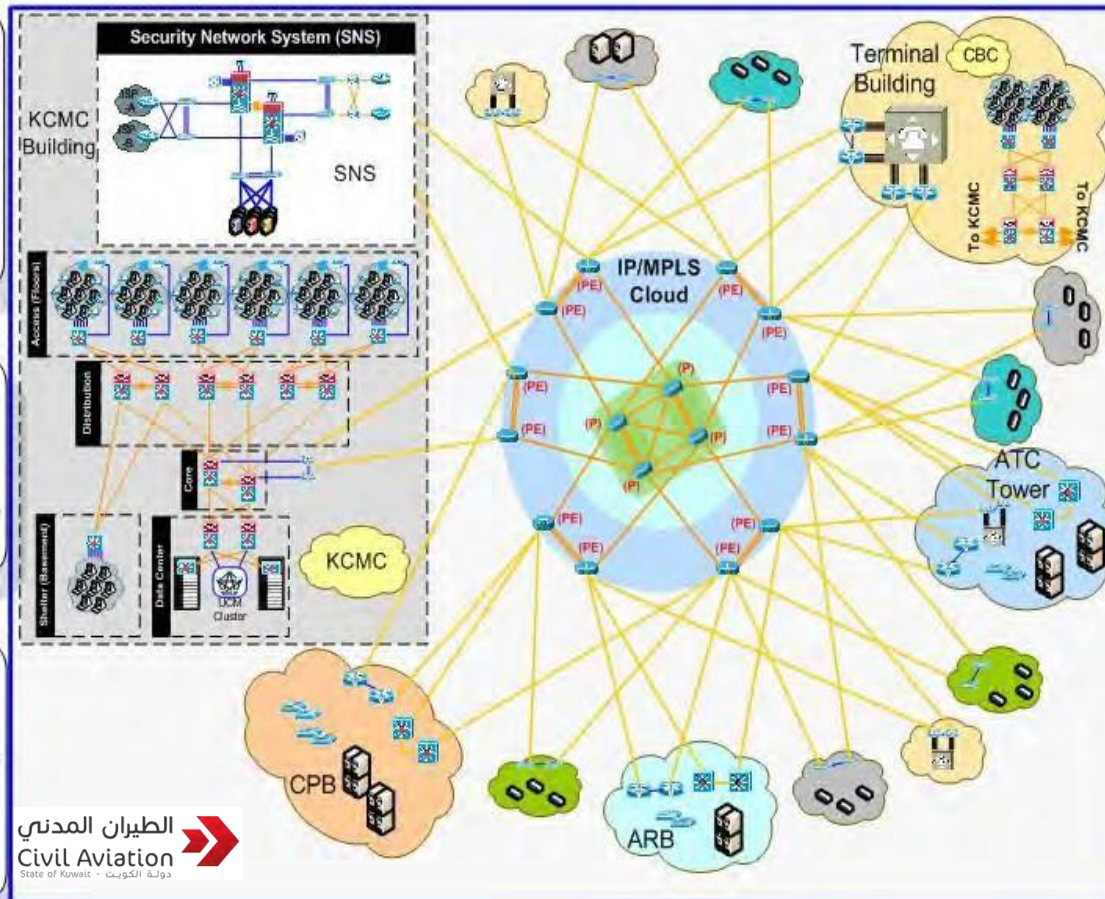 Security Network System (SNS)
KCMC
Building
ISP
A
ISP
B
SNS
Access (Floors)
Distribution
Core
Shelter (Basement)
Data Center
DCM
Cluster
KCMC
IP/MPLS
Cloud
(PE)
(PE)
(PE)
(PE)
(PE)
(PE)
(PE)
(PE)
(PE)
(PE)
(PE)
(PE)
(P)
(P)
(P)
(P)
Terminal
Building
CBC
To KCMC
To KCMC
ATC
Tower
CPB
ARB
الطيران المدني
Civil Aviation
State of Kuwait - دولة الكويت